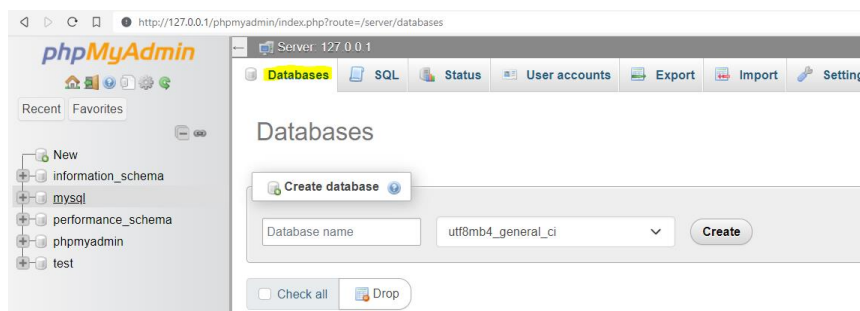 http://127.0.0.1/phpmyadmin/index.php?route=/server/databases
phpMyAdmin
Recent Favorites
New
information_schema
mysql
performance_schema
phpmyadmin
test
Server: 127.0.0.1
Databases SQL Status User accounts Export Import Setting
Databases
Create database
Database name utf8mb4_general_ci Create
Check all Drop